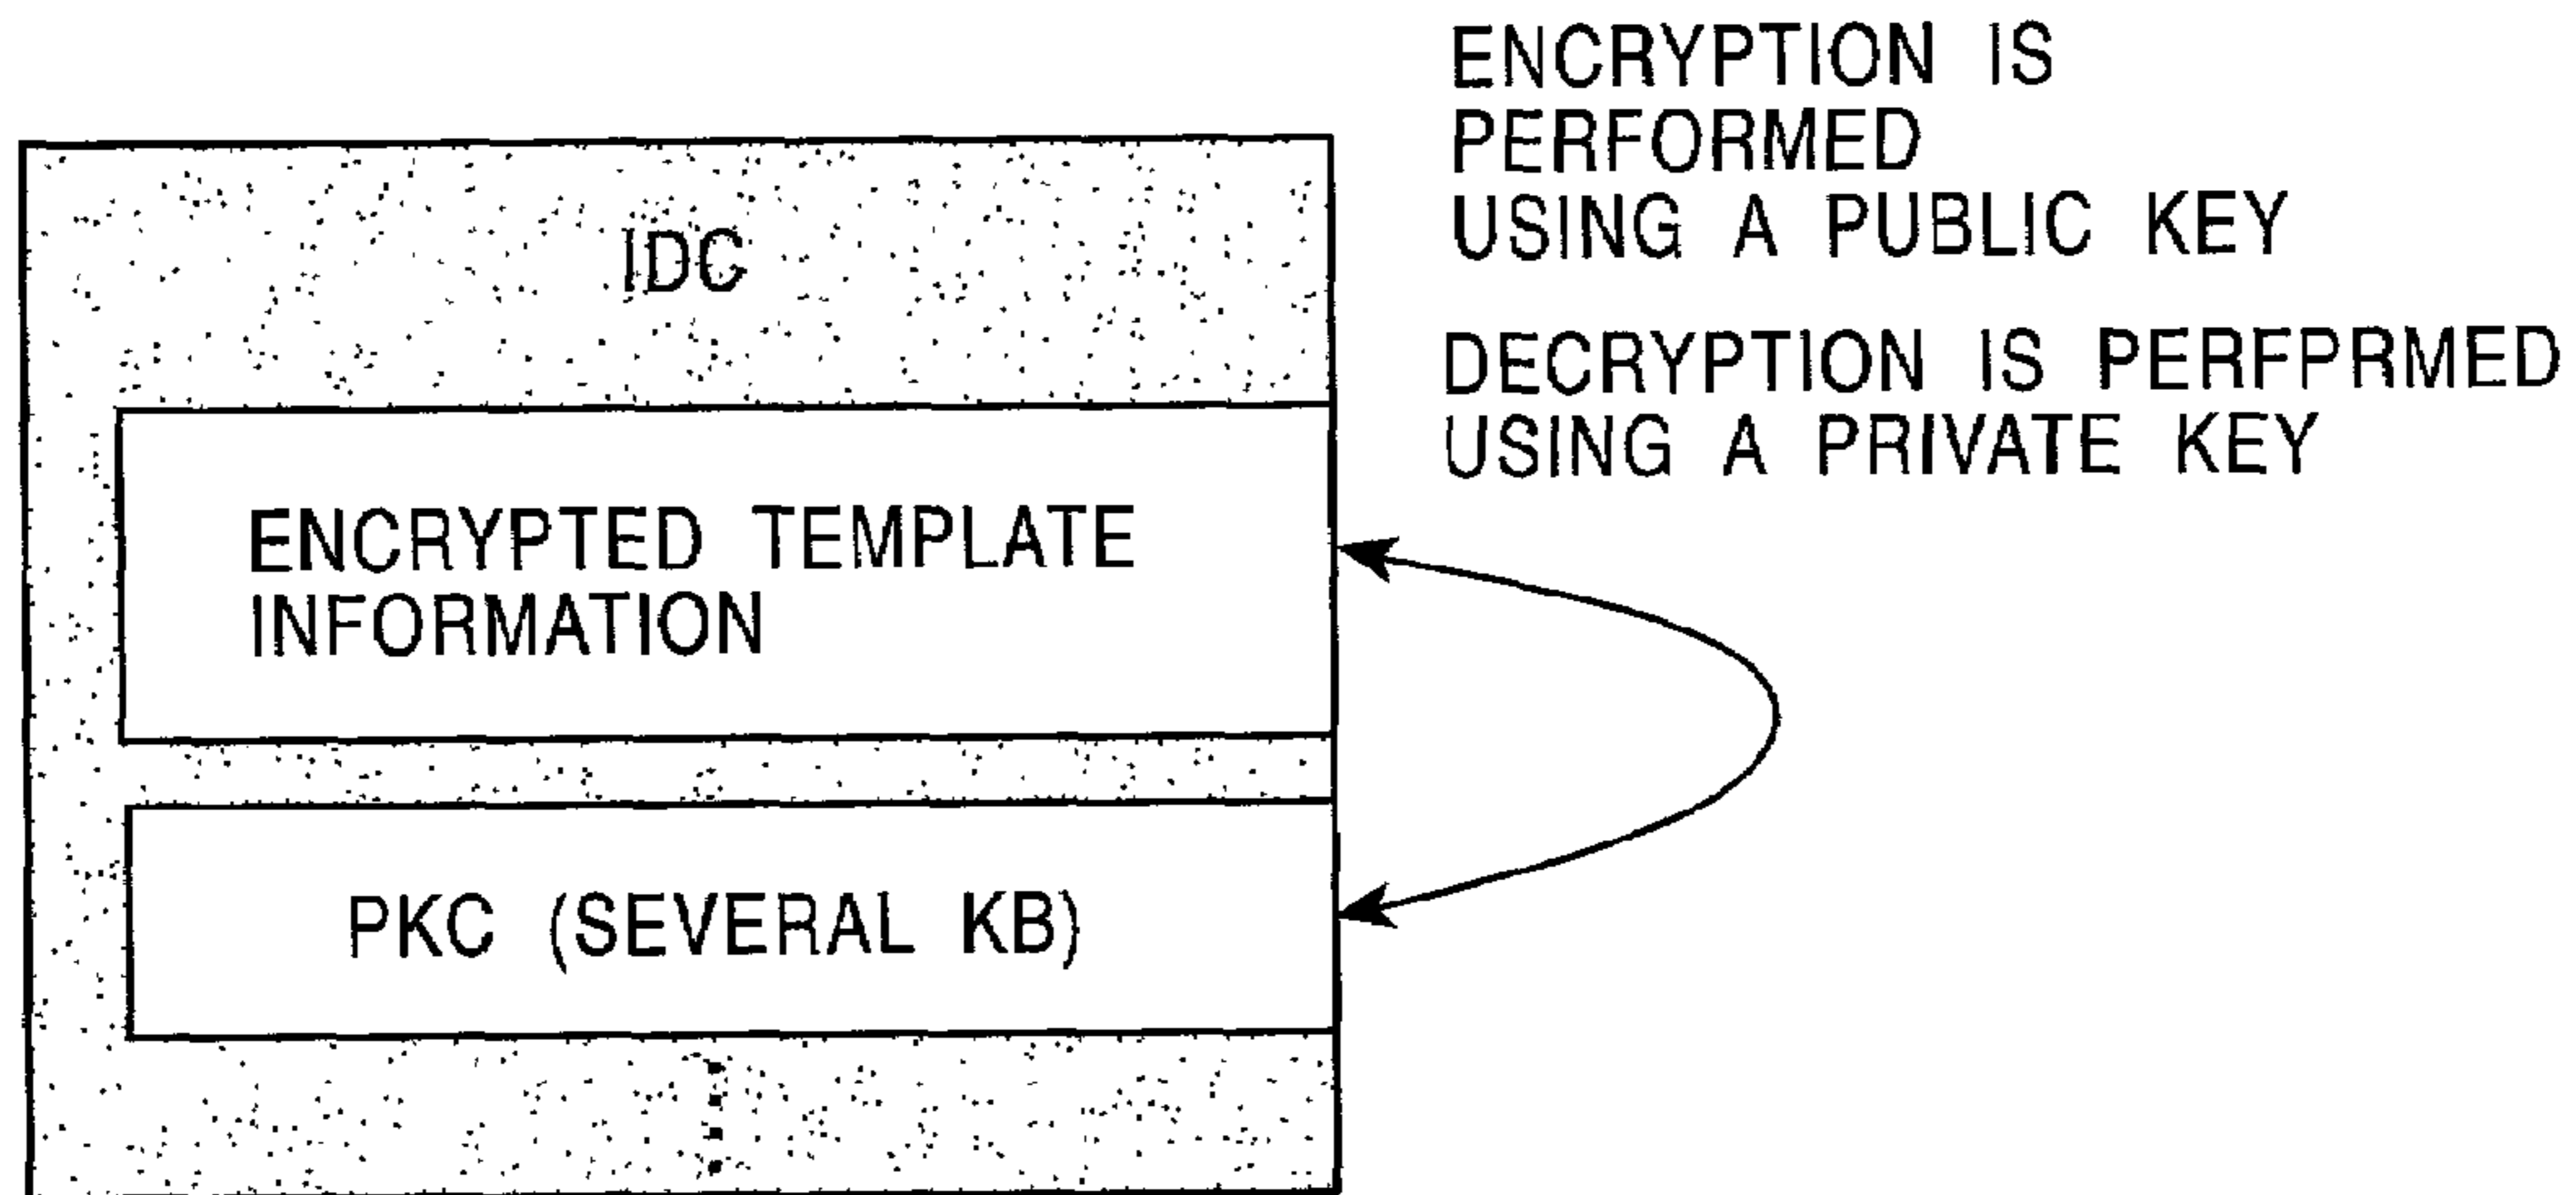 ENCRYPTION IS
PERFORMED
USING A PUBLIC KEY
DECRYPTION IS PERFPRMED
USING A PRIVATE KEY
IDC
ENCRYPTED TEMPLATE
INFORMATION
PKC (SEVERAL KB)